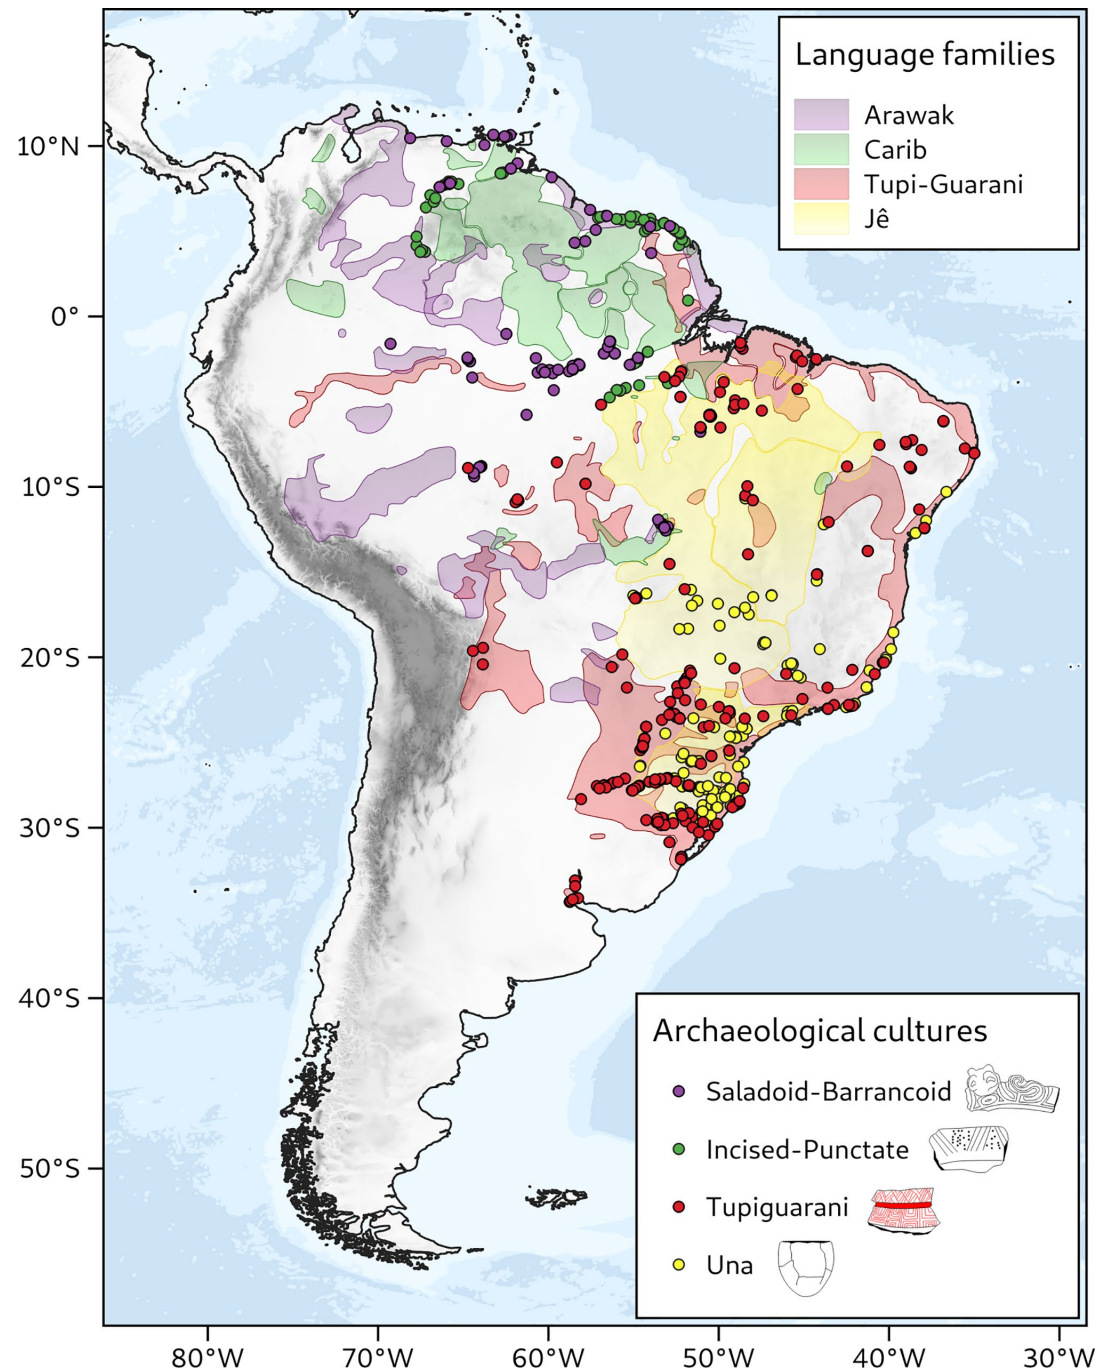 Language families
Arawak
Carib
Tupi-Guarani
Jê
10°N
0°
10°S
20°S
30°S
40°S
50°S
Archaeological cultures
Saladoid-Barrancoid
Incised-Punctate
Tupiguarani
Una
80°W
70°W
60°W
50°W
40°W
30°W